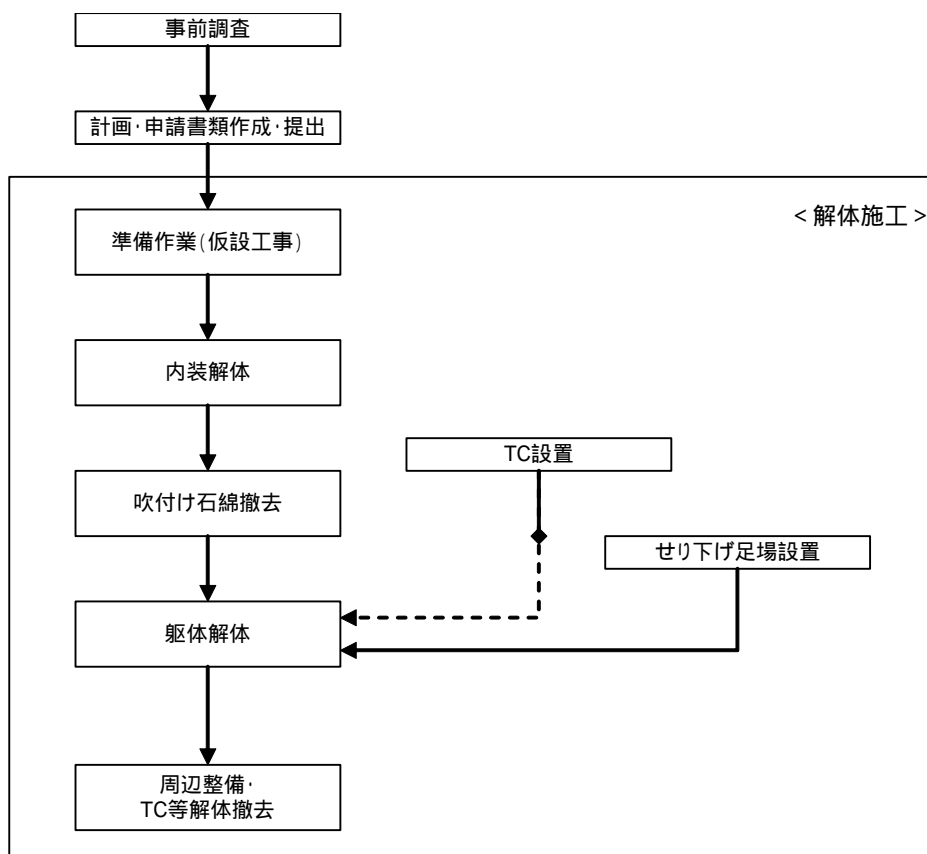 事前調査
計画･申請書類作成･提出
<解体施工>
準備作業(仮設工事)
内装解体
TC設置
吹付け石綿撤去
せり下げ足場設置
躯体解体
周辺整備･
TC等解体撤去